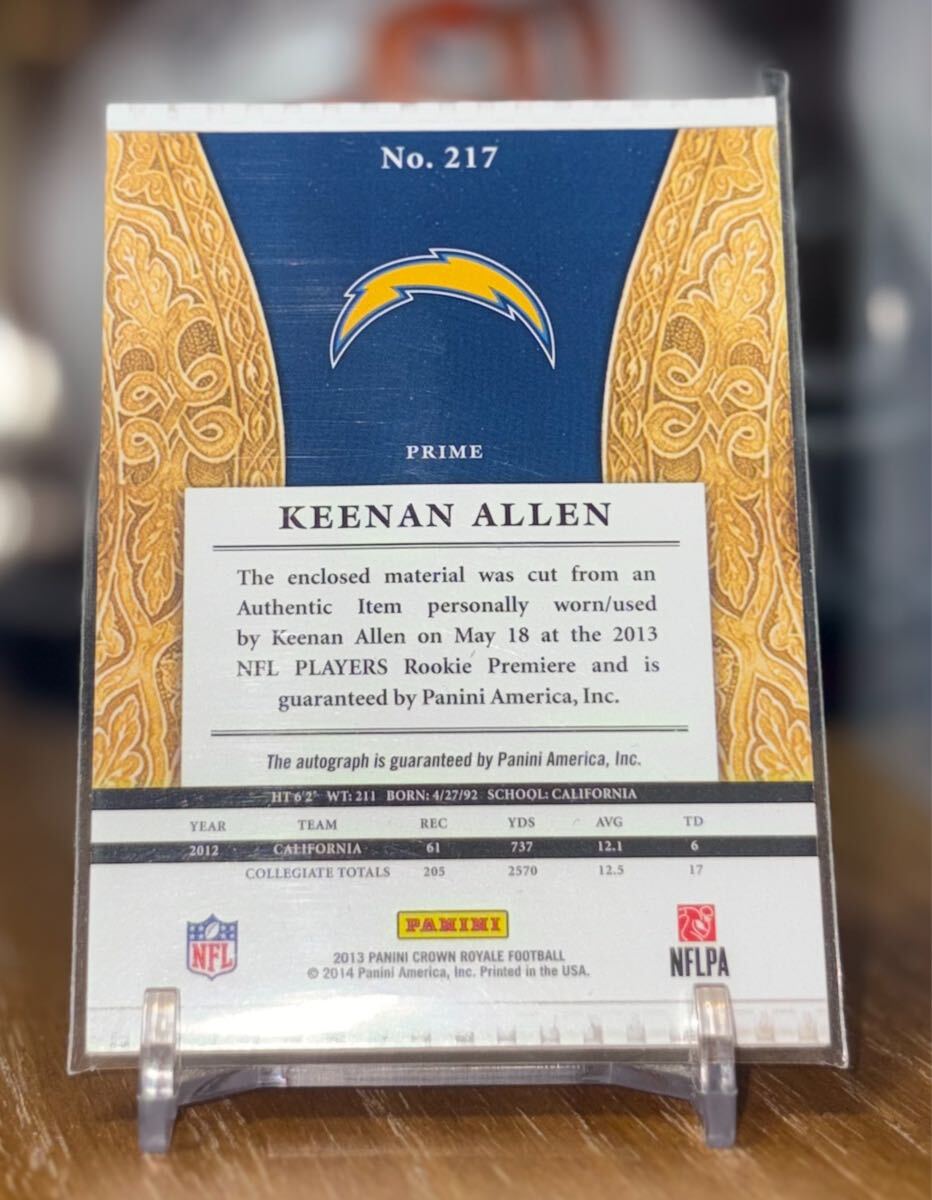 No. 217
PRIME
KEENAN ALLEN
The enclosed material was cut from an
Authentic Item personally worn/used
by Keenan Allen on May 18 at the 2013
NFL PLAYERS Rookie Premiere and is
guaranteed by Panini America, Inc.
The autograph is guaranteed by Panini America, Inc.
HT 6'2" WT: 211 BORN: 4/27/92 SCHOOL: CALIFORNIA
YEAR TEAM REC YDS AVG TD
2012 CALIFORNIA 61 737 12.1 6
COLLEGIATE TOTALS 205 2570 12.5 17
NFL
PANINI
NFLPA
2013 PANINI CROWN ROYALE FOOTBALL
© 2014 Panini America, Inc. Printed in the USA.